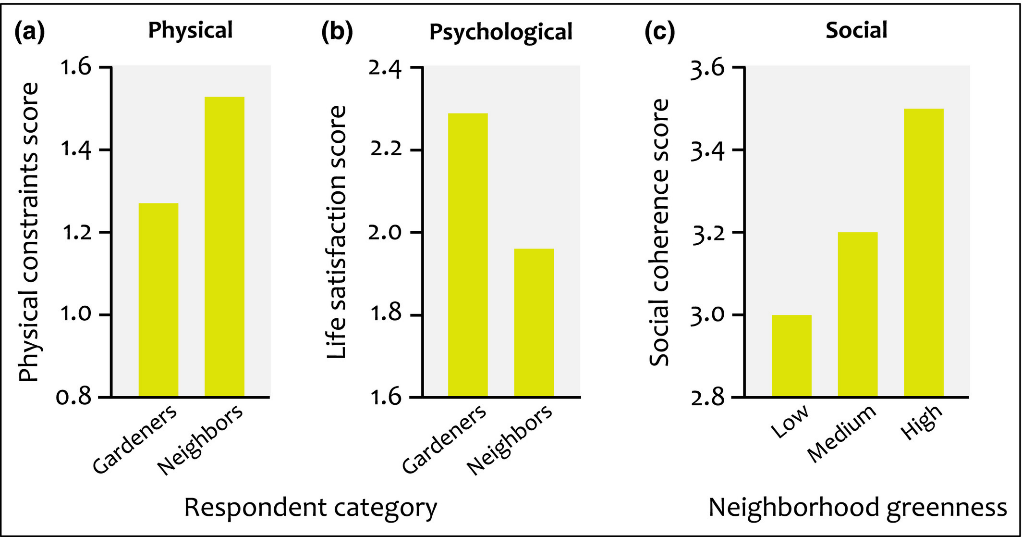 (a) Physical
Physical constraints score
1.6
1.4
1.2
1.0
0.8
Gardeners
Neighbors
(b) Psychological
Life satisfaction score
2.4
2.2
2.0
1.8
1.6
Gardeners
Neighbors
Respondent category
(c) Social
Social coherence score
3.6
3.4
3.2
3.0
2.8
Low
Medium
High
Neighborhood greenness